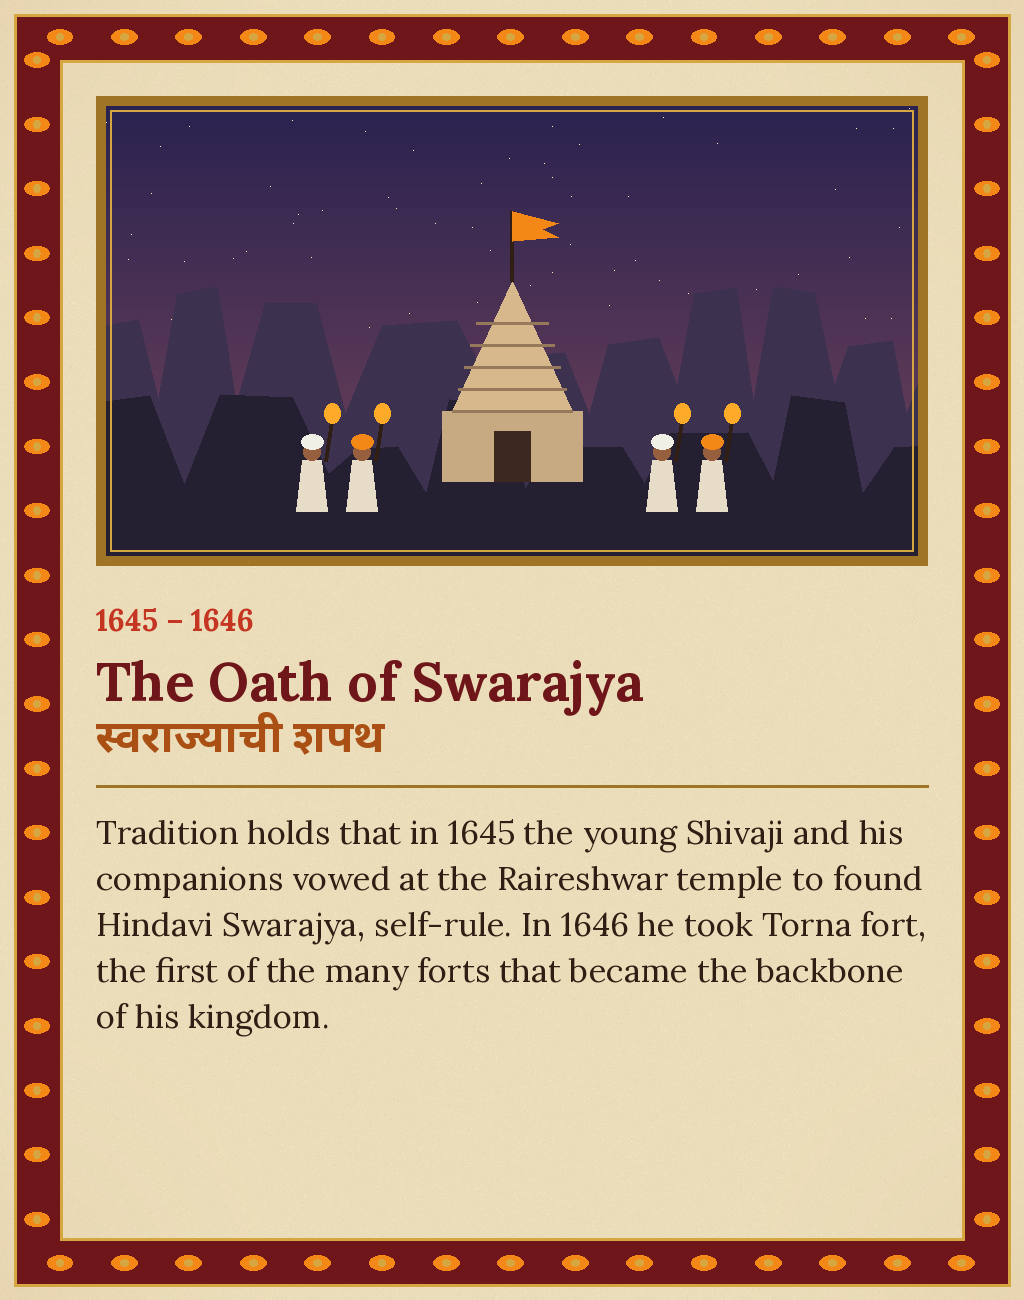 1645 – 1646
The Oath of Swarajya
स्वराज्याची शपथ
Tradition holds that in 1645 the young Shivaji and his
companions vowed at the Raireshwar temple to found
Hindavi Swarajya, self-rule. In 1646 he took Torna fort,
the first of the many forts that became the backbone
of his kingdom.